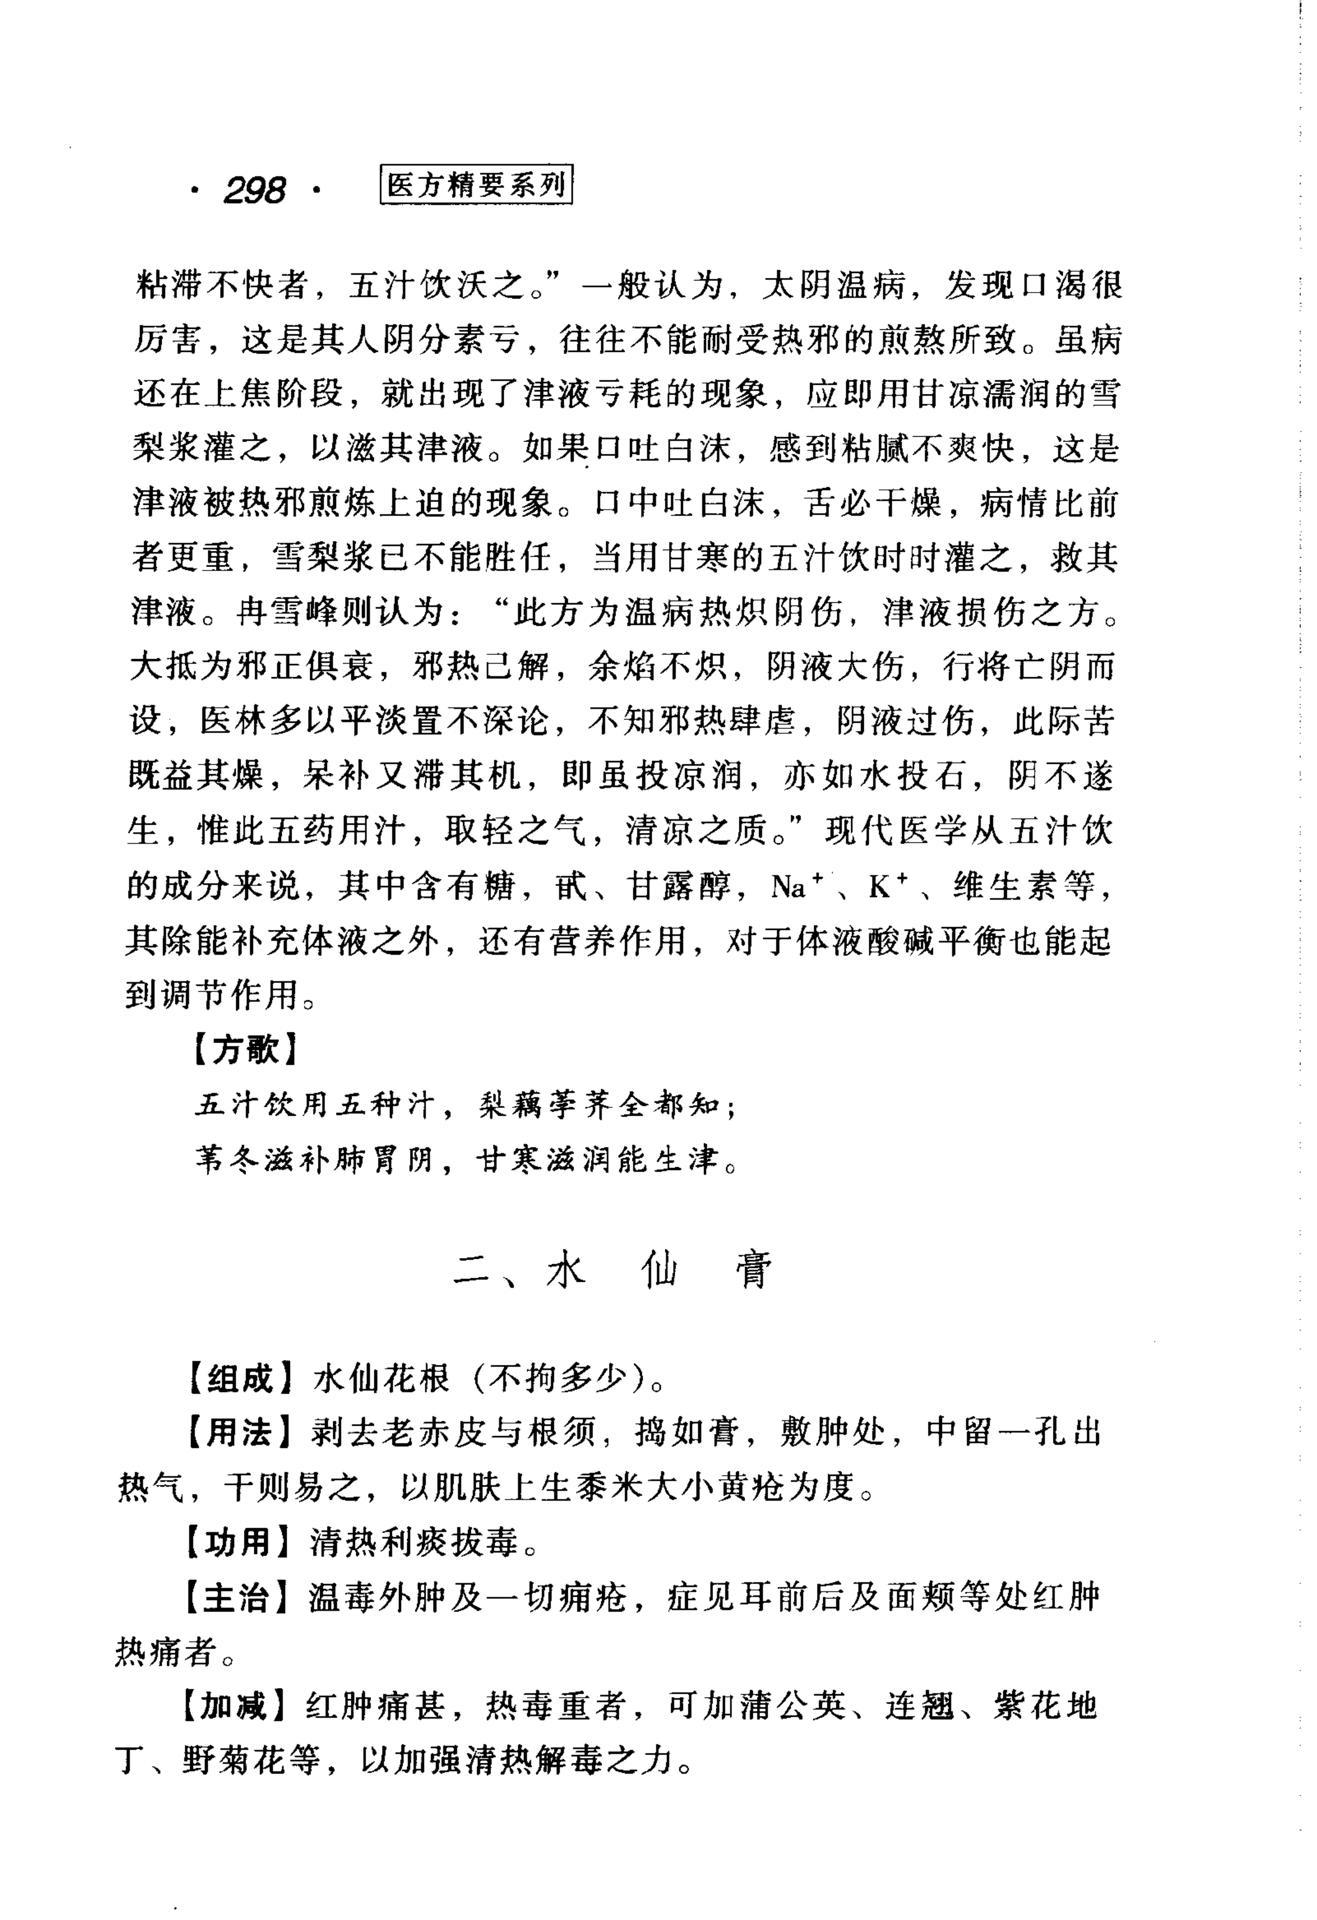 ·298· 医方精要系列
粘滞不快者，五汁饮沃之。”一般认为，太阴温病，发现口渴很
厉害，这是其人阴分素亏，往往不能耐受热邪的煎熬所致。虽病
还在上焦阶段，就出现了津液亏耗的现象，应即用甘凉濡润的雪
梨浆灌之，以滋其津液。如果口吐白沫，感到粘腻不爽快，这是
津液被热邪煎炼上迫的现象。口中吐白沫，舌必干燥，病情比前
者更重，雪梨浆已不能胜任，当用甘寒的五汁饮时时灌之，救其
津液。冉雪峰则认为：“此方为温病热炽阴伤，津液损伤之方。
大抵为邪正俱衰，邪热已解，余焰不炽，阴液大伤，行将亡阴而
设，医林多以平淡置不深论，不知邪热肆虐，阴液过伤，此际苦
既益其燥，呆补又滞其机，即虽投凉润，亦如水投石，阴不遂
生，惟此五药用汁，取轻之气，清凉之质。”现代医学从五汁饮
的成分来说，其中含有糖，甙、甘露醇，Na⁺、K⁺、维生素等，
其除能补充体液之外，还有营养作用，对于体液酸碱平衡也能起
到调节作用。
【方歌】
五汁饮用五种汁，梨藕荸荠全都知；
苇冬滋补肺胃阴，甘寒滋润能生津。
二、水 仙 膏
【组成】水仙花根（不拘多少）。
【用法】剥去老赤皮与根须，捣如膏，敷肿处，中留一孔出
热气，干则易之，以肌肤上生黍米大小黄疮为度。
【功用】清热利痰拔毒。
【主治】温毒外肿及一切痈疮，症见耳前后及面颊等处红肿
热痛者。
【加减】红肿痛甚，热毒重者，可加蒲公英、连翘、紫花地
丁、野菊花等，以加强清热解毒之力。